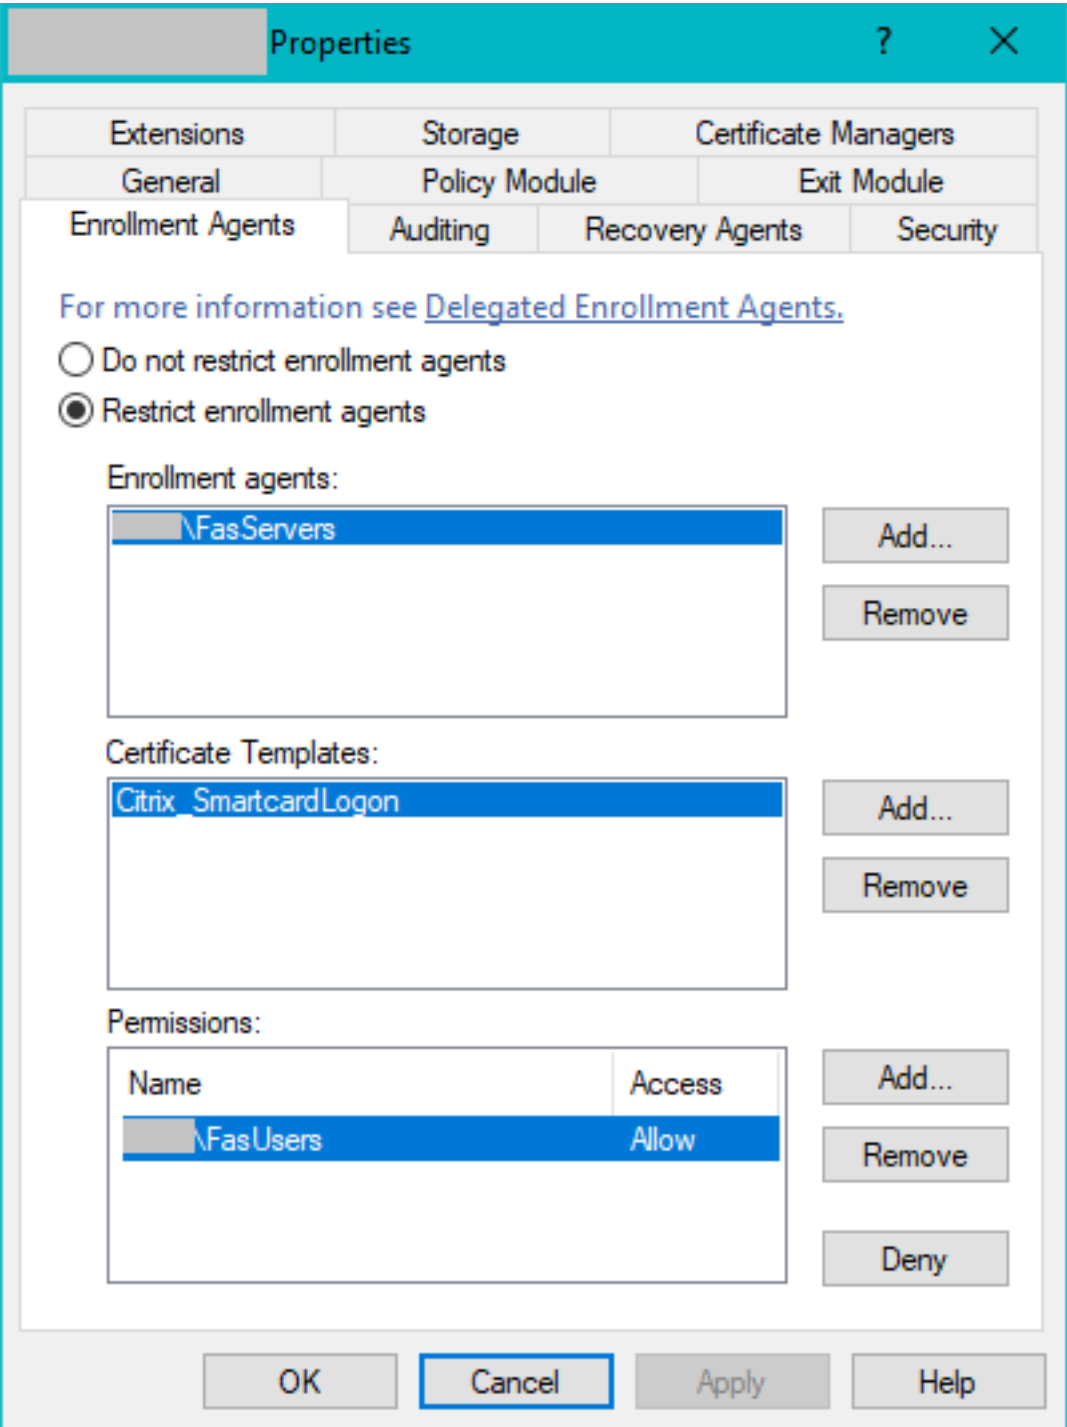 Properties ?
Extensions Storage Certificate Managers
General Policy Module Exit Module
Enrollment Agents Auditing Recovery Agents Security
For more information see Delegated Enrollment Agents.
Do not restrict enrollment agents
Restrict enrollment agents
Enrollment agents:
\FasServers
Add...
Remove
Certificate Templates:
Citrix_SmartcardLogon
Add...
Remove
Permissions:
Name Access
Add...
\FasUsers Allow
Remove
Deny
OK Cancel Apply Help